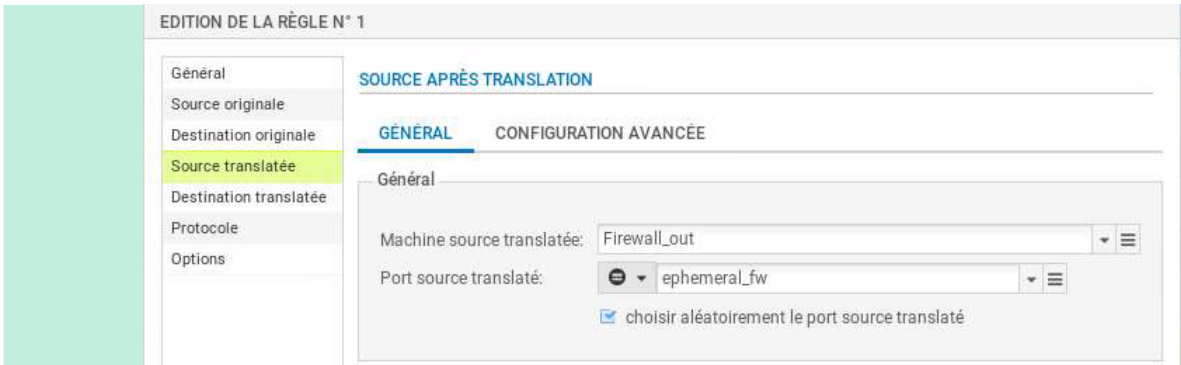 EDITION DE LA RÈGLE N° 1
Général
Source originale
Destination originale
Source translatée
Destination translatée
Protocole
Options
SOURCE APRÈS TRANSLATION
GÉNÉRAL CONFIGURATION AVANCÉE
Général
Machine source translatée: Firewall_out
Port source translaté: ephemeral_fw
choisir aléatoirement le port source translaté